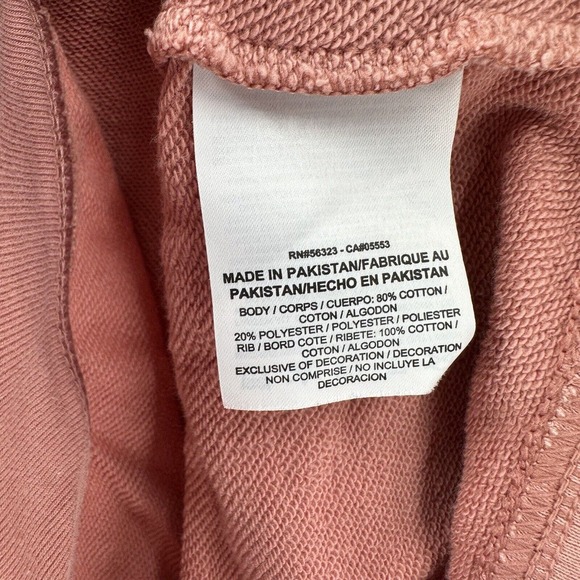 RN#56323 - CA#05553
MADE IN PAKISTAN/FABRIQUE AU
PAKISTAN/HECHO EN PAKISTAN
BODY / CORPS / CUERPO: 80% COTTON /
COTON / ALGODON
20% POLYESTER / POLYESTER / POLIESTER
RIB / BORD COTE / RIBETE: 100% COTTON /
COTON / ALGODON
EXCLUSIVE OF DECORATION / DECORATION
NON COMPRISE / NO INCLUYE LA
DECORACION